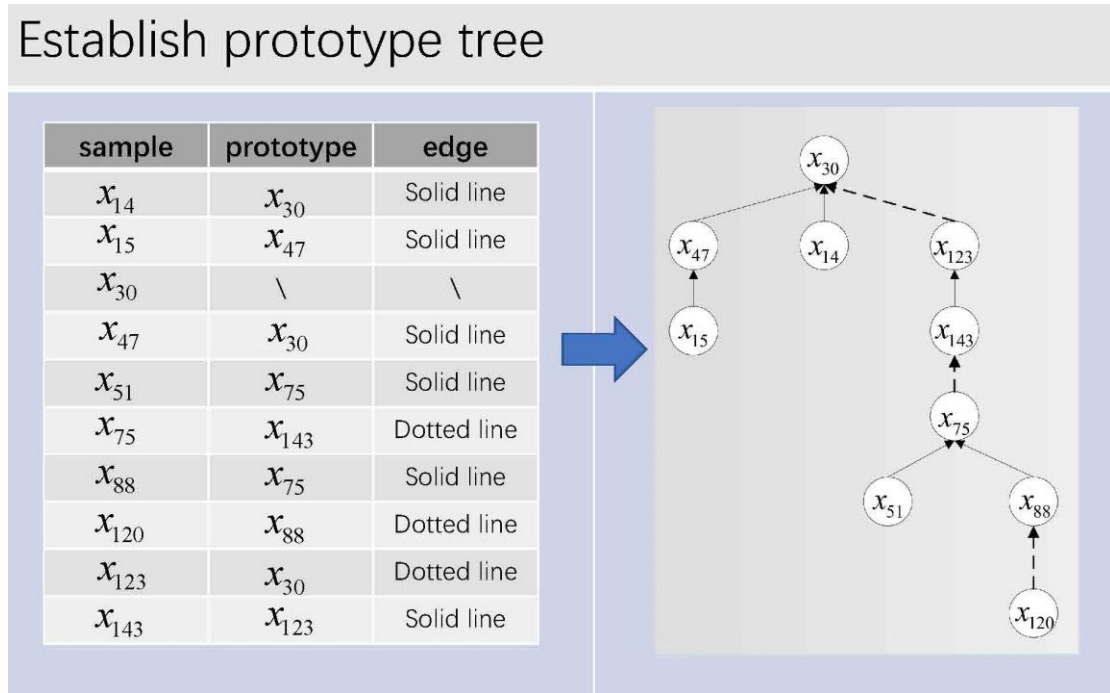 Establish prototype tree
sample prototype edge
x14 x30 Solid line
x15 x47 Solid line
x30 \ \
x47 x30 Solid line
x51 x75 Solid line
x75 x143 Dotted line
x88 x75 Solid line
x120 x88 Dotted line
x123 x30 Dotted line
x143 x123 Solid line
x30
x47 x14 x123
x15 x143
x75
x51 x88
x120